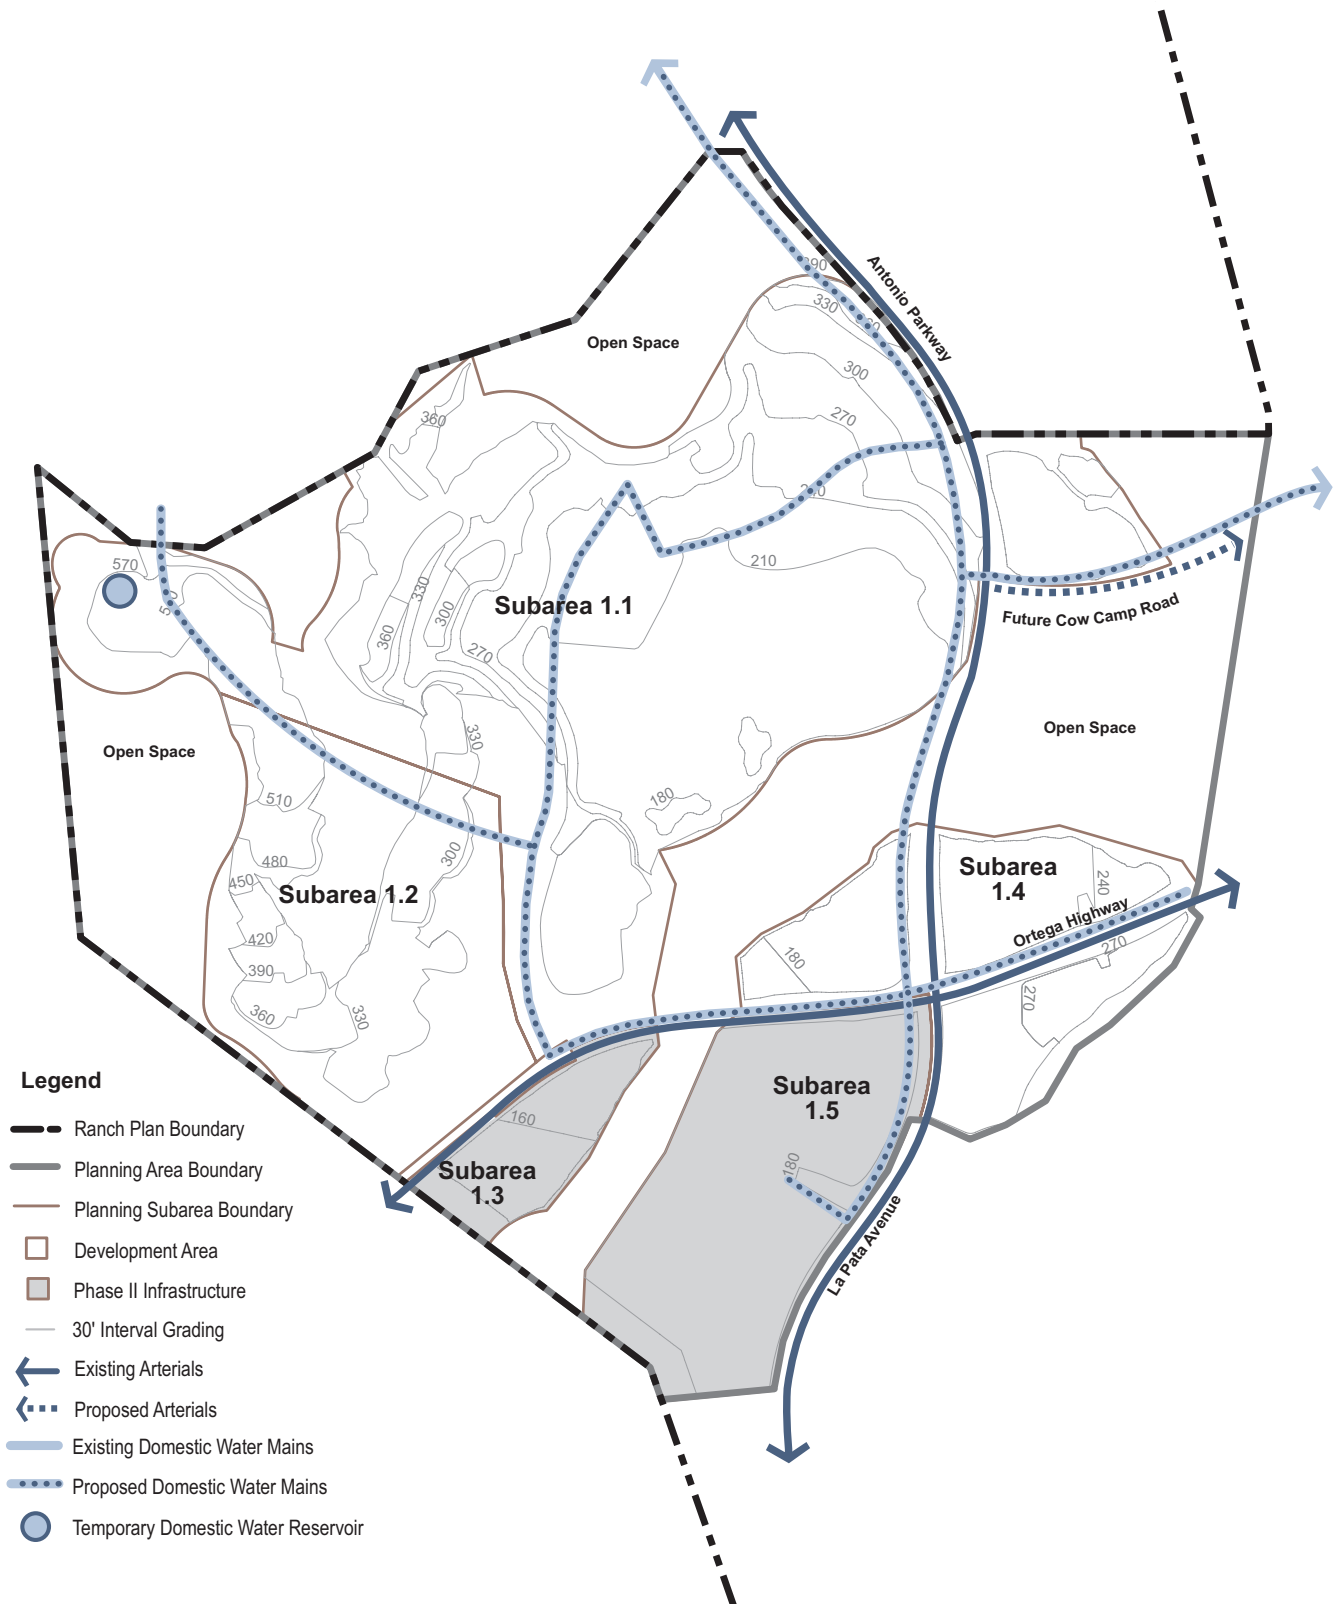 Antonio Parkway
330
300
Open Space
270
360
210
570
330
300
Subarea 1.1
Future Cow Camp Road
360
270
Open Space
Open Space
330
510
180
300
480
450
Subarea 1.2
Subarea
1.4
240
Ortega Highway
420
390
360
330
180
270
270
Legend
Subarea
1.5
160
Subarea
1.3
180
La Pata Avenue
Ranch Plan Boundary
Planning Area Boundary
Planning Subarea Boundary
Development Area
Phase II Infrastructure
30' Interval Grading
Existing Arterials
Proposed Arterials
Existing Domestic Water Mains
Proposed Domestic Water Mains
Temporary Domestic Water Reservoir